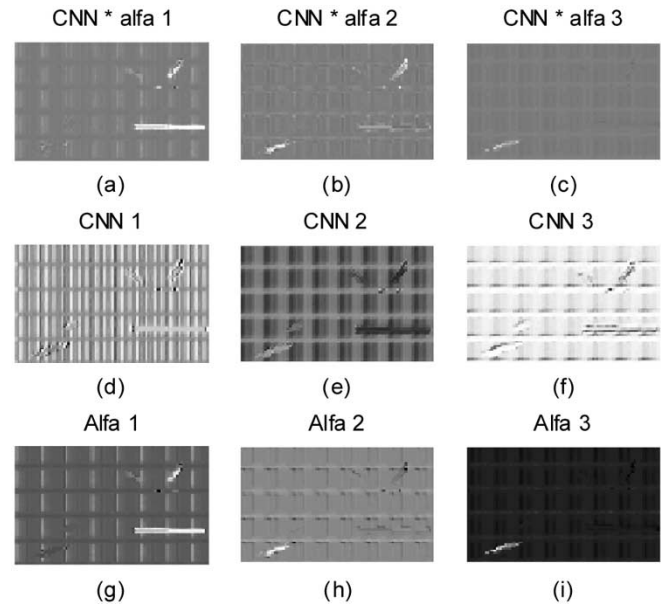 CNN * alfa 1
CNN * alfa 2
CNN * alfa 3
(a)
(b)
(c)
CNN 1
CNN 2
CNN 3
(d)
(e)
(f)
Alfa 1
Alfa 2
Alfa 3
(g)
(h)
(i)